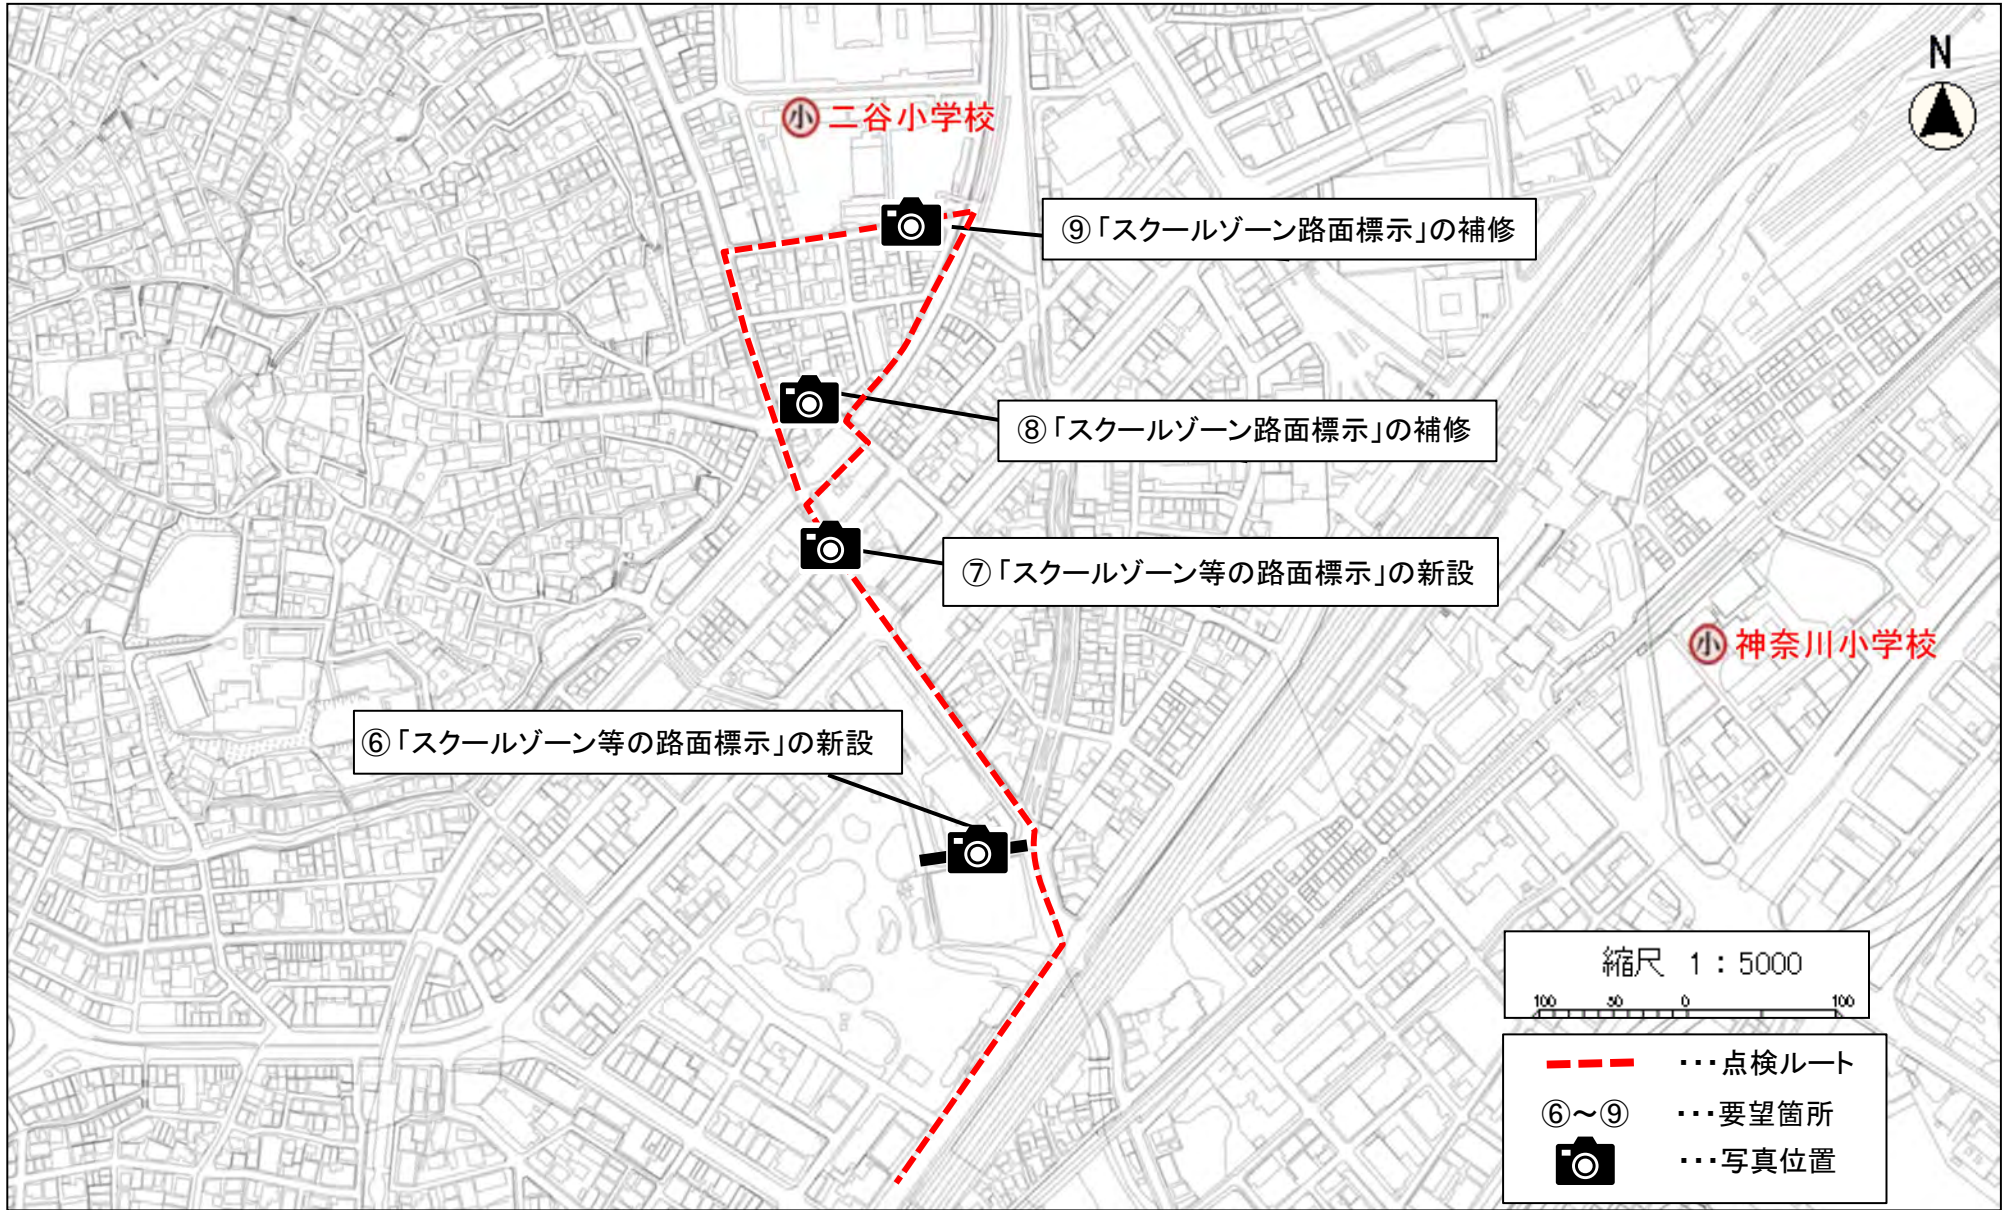 N
小 二谷小学校
⑨「スクールゾーン路面標示」の補修
⑧「スクールゾーン路面標示」の補修
⑦「スクールゾーン等の路面標示」の新設
小 神奈川小学校
⑥「スクールゾーン等の路面標示」の新設
縮尺 1:5000
100 50 0 100
・・・点検ルート
⑥～⑨ ・・・要望箇所
・・・写真位置